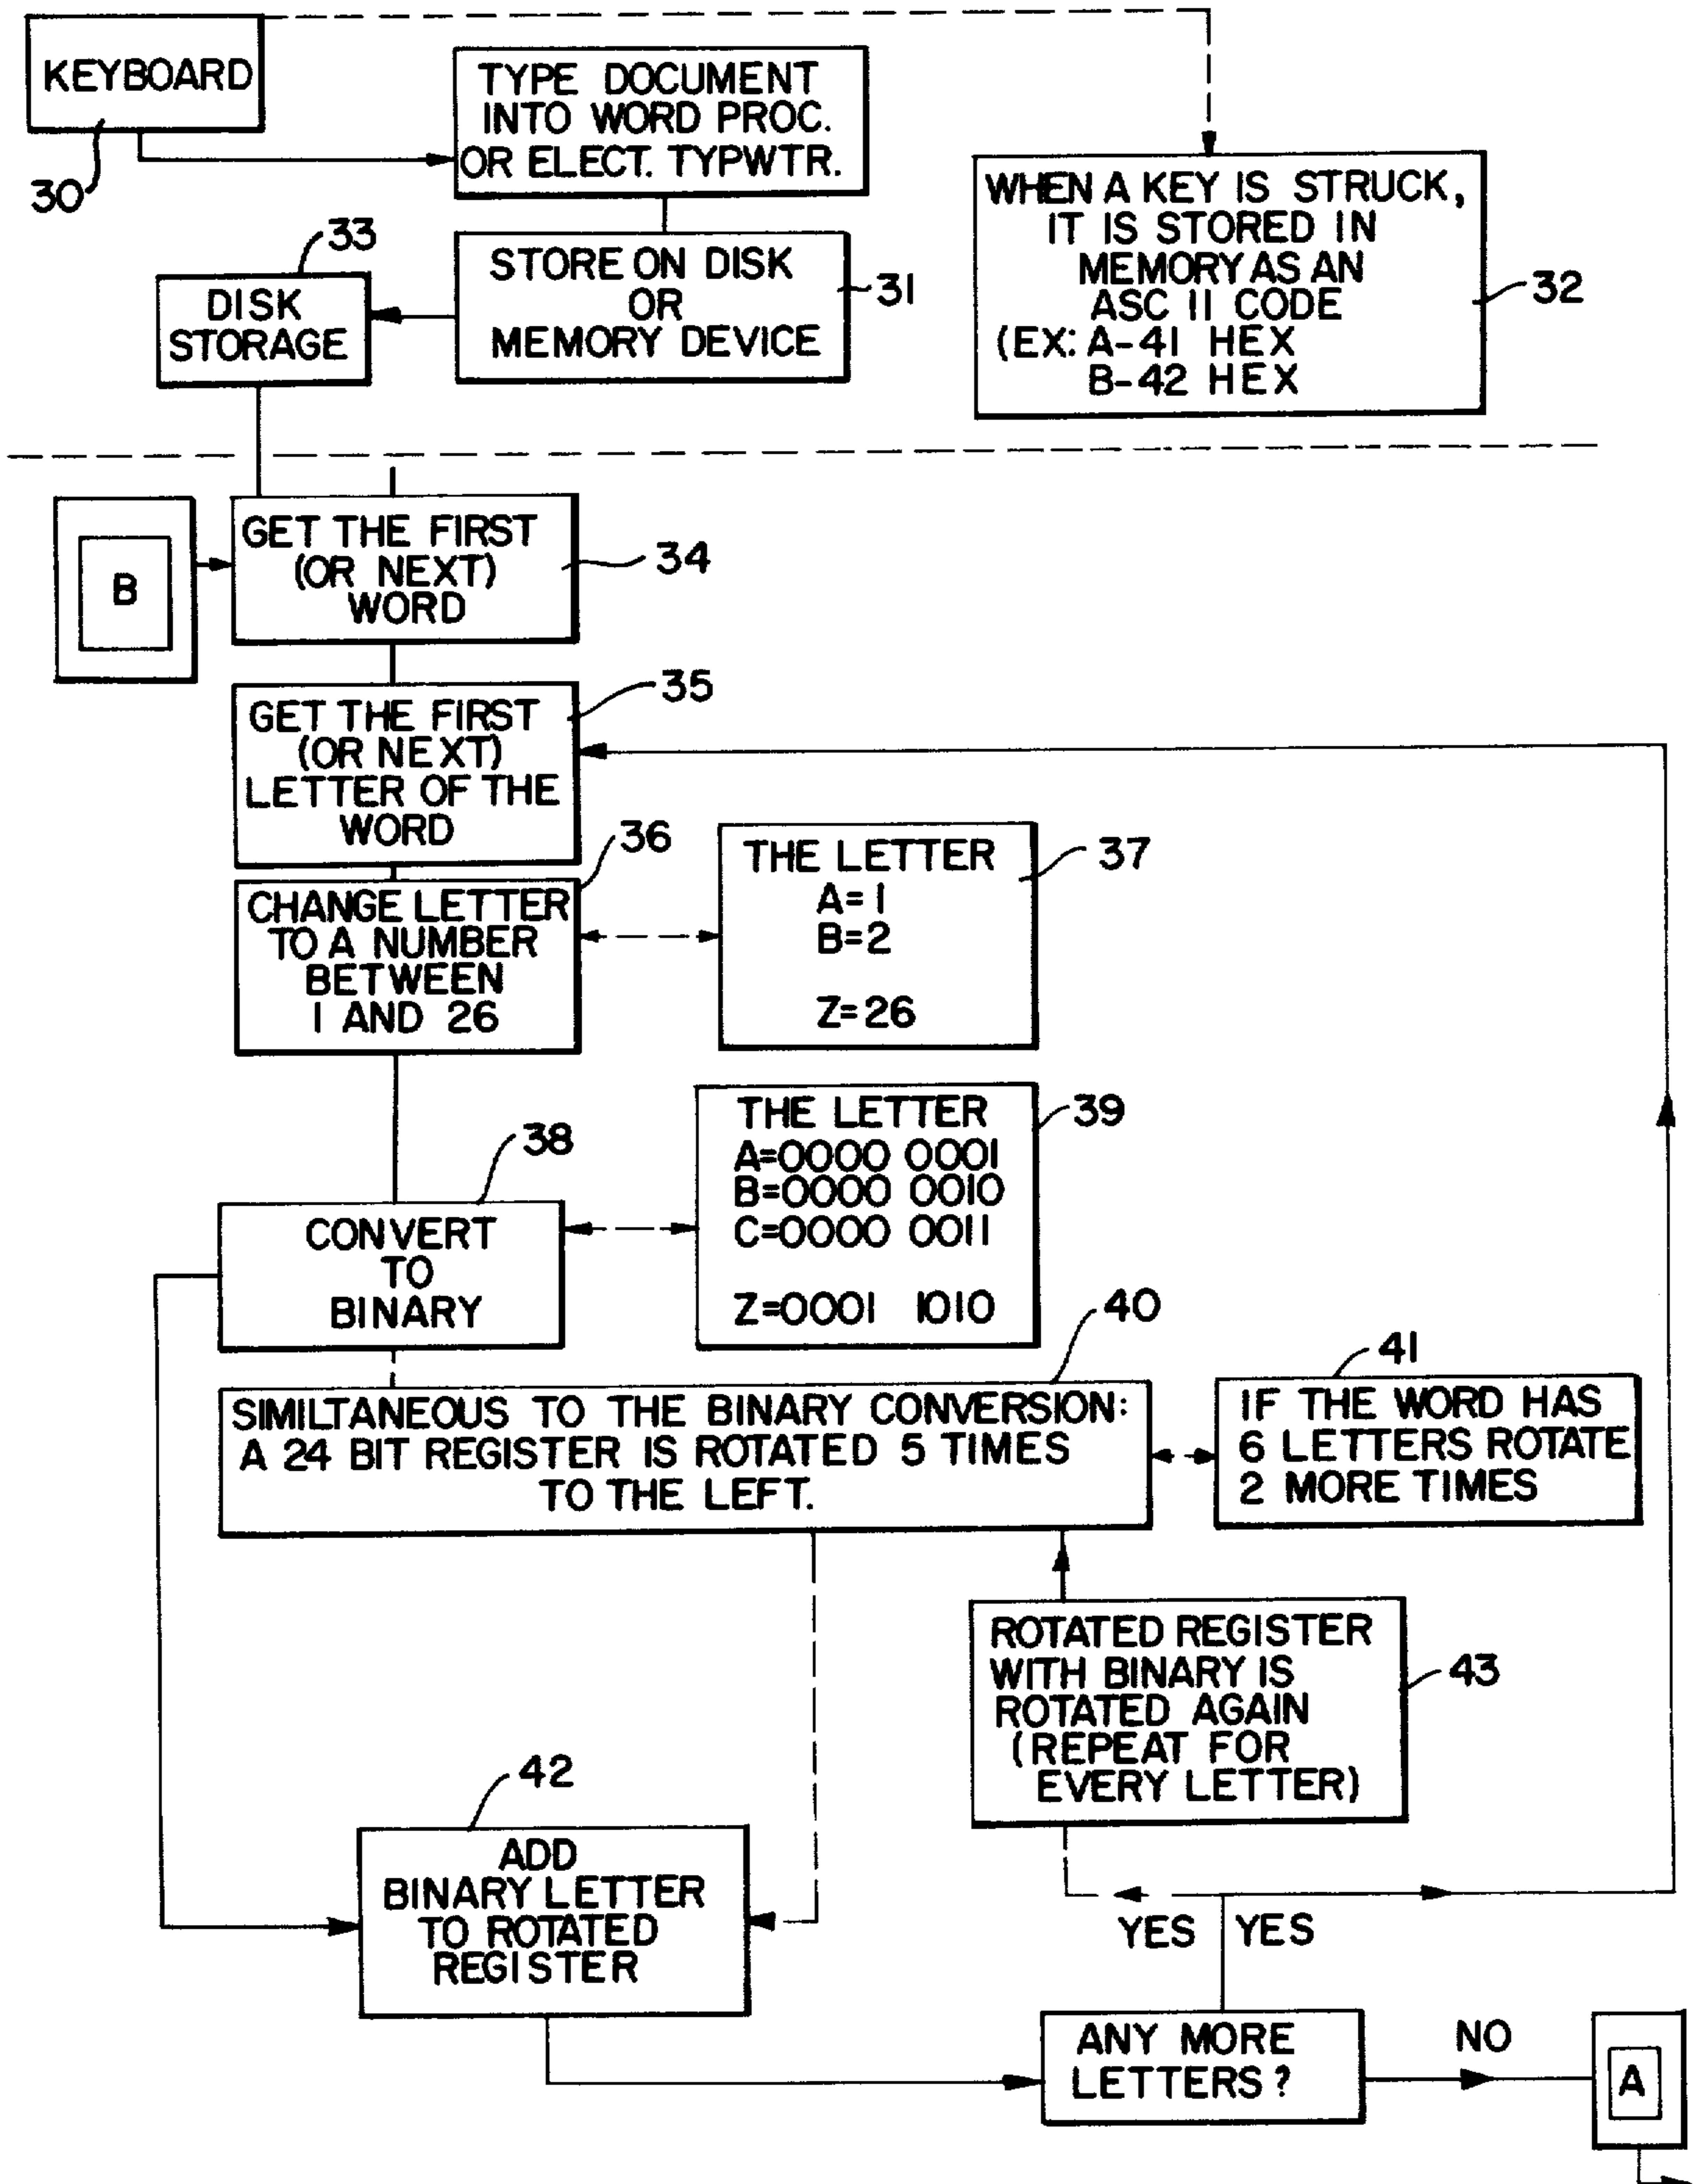 KEYBOARD
30
TYPE DOCUMENT
INTO WORD PROC.
OR ELECT. TYPWTR.
33
DISK
STORAGE
STORE ON DISK
OR
MEMORY DEVICE
31
WHEN A KEY IS STRUCK,
IT IS STORED IN
MEMORY AS AN
ASC II CODE
(EX: A-41 HEX
B-42 HEX
32
B
GET THE FIRST
(OR NEXT)
WORD
34
GET THE FIRST
(OR NEXT)
LETTER OF THE
WORD
35
36
CHANGE LETTER
TO A NUMBER
BETWEEN
1 AND 26
THE LETTER
A=1
B=2
Z=26
37
38
CONVERT
TO
BINARY
THE LETTER
A=0000 0001
B=0000 0010
C=0000 0011
Z=0001 1010
39
40
SIMILTANEOUS TO THE BINARY CONVERSION:
A 24 BIT REGISTER IS ROTATED 5 TIMES
TO THE LEFT.
41
IF THE WORD HAS
6 LETTERS ROTATE
2 MORE TIMES
ROTATED REGISTER
WITH BINARY IS
ROTATED AGAIN
(REPEAT FOR
EVERY LETTER)
43
42
ADD
BINARY LETTER
TO ROTATED
REGISTER
YES YES
ANY MORE
LETTERS?
NO
A